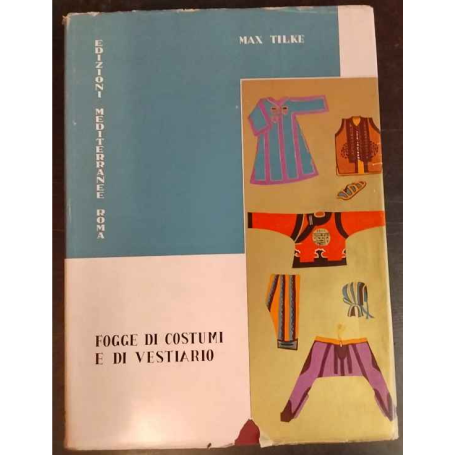 MAX TILKE
EDIZIONI MEDITERRANEE ROMA
FOGGE DI COSTUMI
E DI VESTIARIO